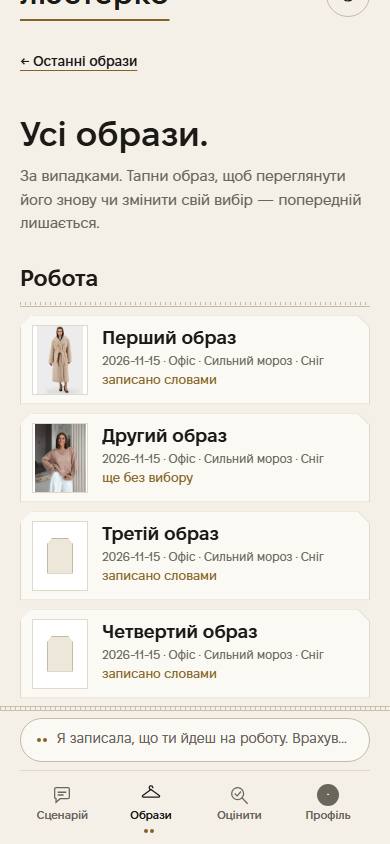 люстерко
← Останні образи
Усі образи.
За випадками. Тапни образ, щоб переглянути
його знову чи змінити свій вибір — попередній
лишається.
Робота
Перший образ
2026-11-15 · Офіс · Сильний мороз · Сніг
записано словами
Другий образ
2026-11-15 · Офіс · Сильний мороз · Сніг
ще без вибору
Третій образ
2026-11-15 · Офіс · Сильний мороз · Сніг
записано словами
Четвертий образ
2026-11-15 · Офіс · Сильний мороз · Сніг
записано словами
Я записала, що ти йдеш на роботу. Врахув...
Сценарій
Образи
Оцінити
Профіль